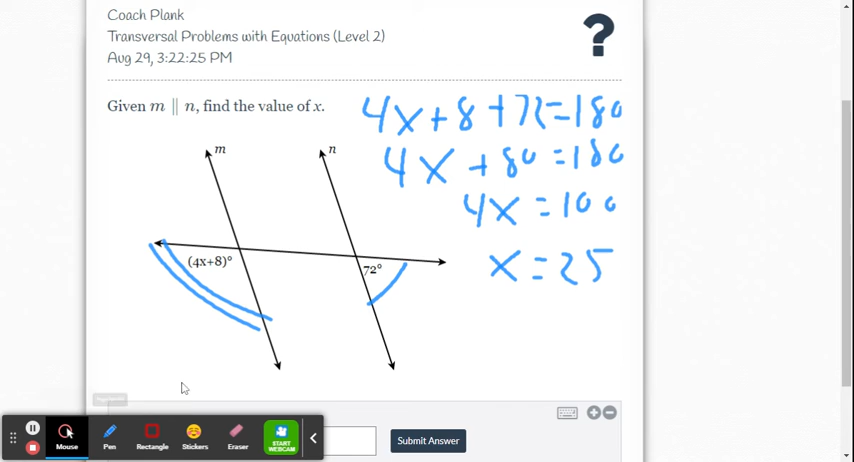 Coach Plank
Transversal Problems with Equations (Level 2)
Aug 29, 3:22:25 PM
?
Given m ∥ n, find the value of x.
4x+8+72=180
4x+80=180
4x=100
x=25
m
n
(4x+8)°
72°
Mouse
Pen
Rectangle
Stickers
Eraser
START WEBCAM
Submit Answer